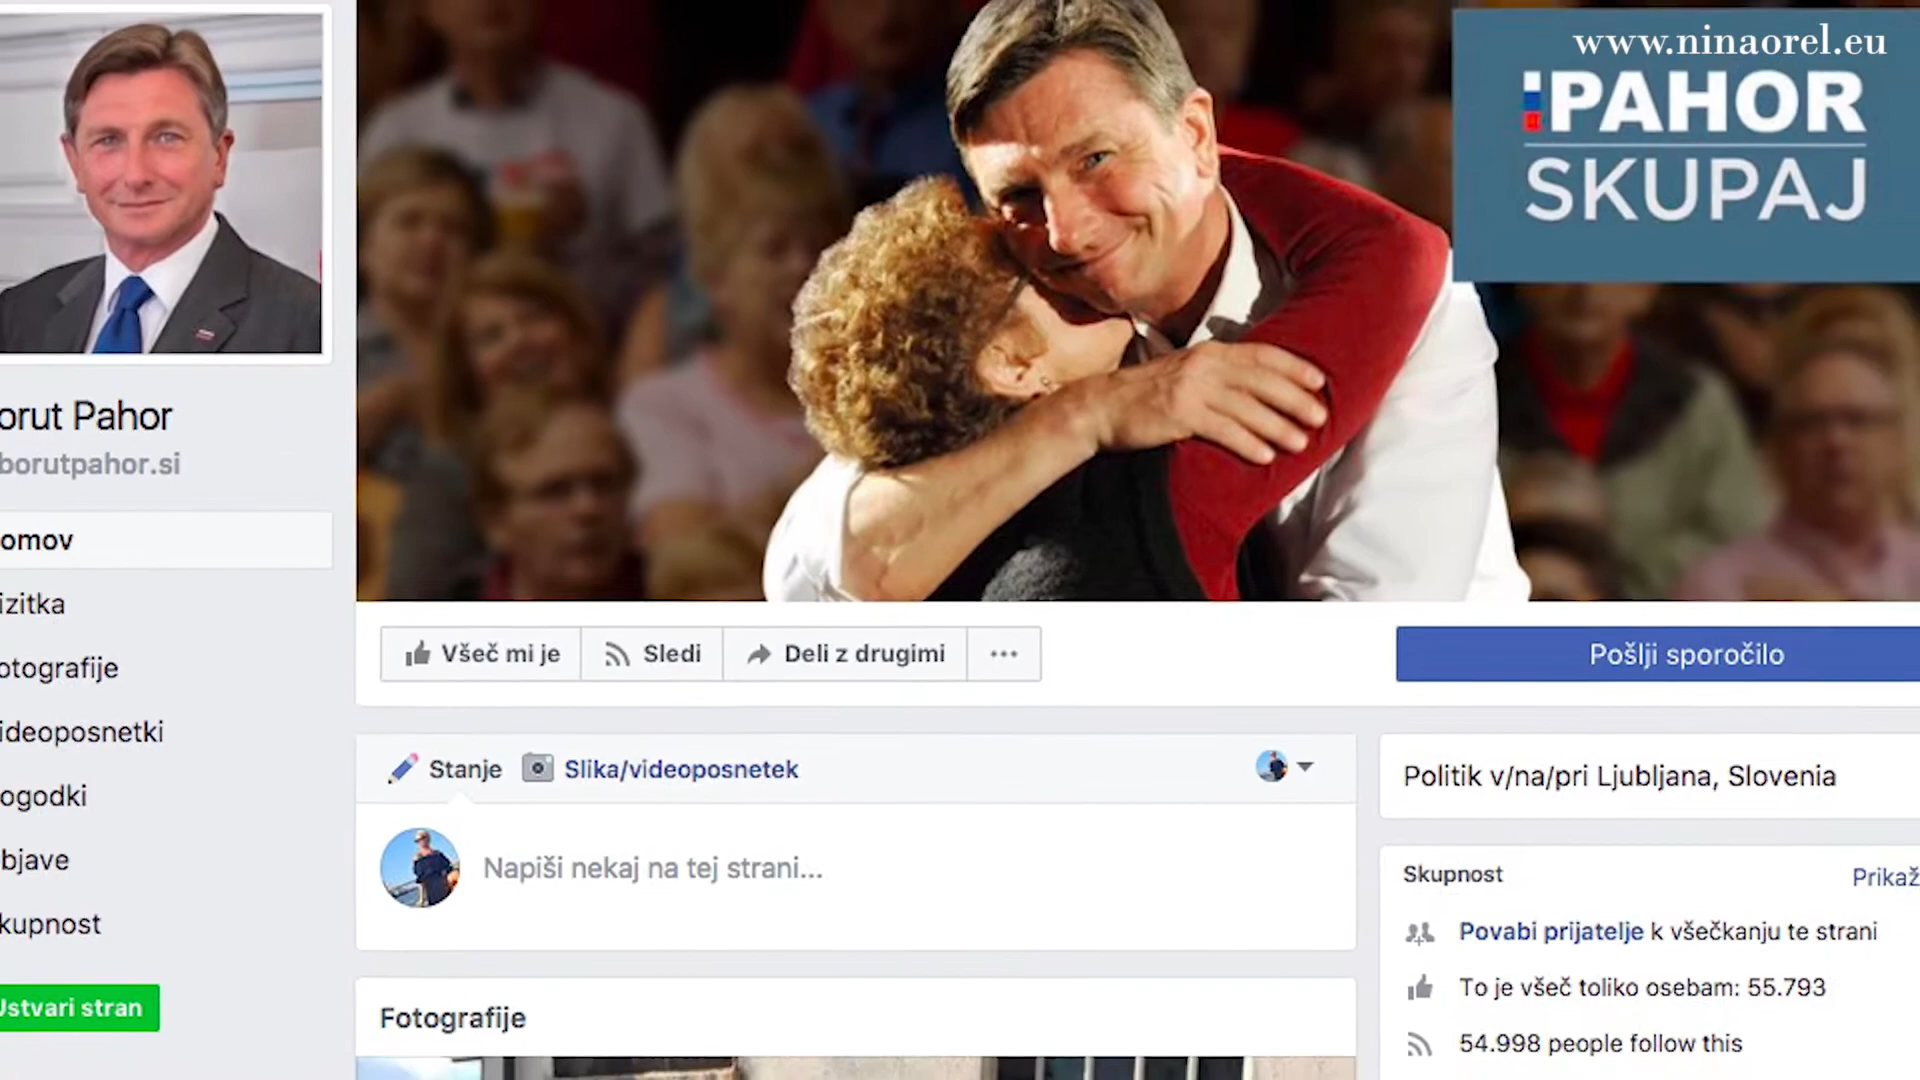 www.ninaorel.eu
PAHOR
SKUPAJ
orut Pahor
borutpahor.si
omov
izitka
otografije
ideoposnetki
ogodki
bjave
kupnost
Ustvari stran
Všeč mi je
Sledi
Deli z drugimi
Pošlji sporočilo
Stanje
Slika/videoposnetek
Napiši nekaj na tej strani...
Fotografije
Politik v/na/pri Ljubljana, Slovenia
Skupnost
Prikaž
Povabi prijatelje k všečkanju te strani
To je všeč toliko osebam: 55.793
54.998 people follow this